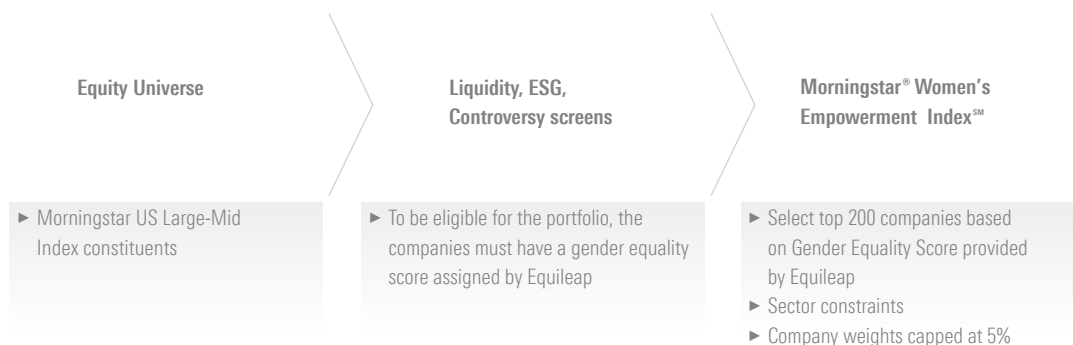 Equity Universe
Liquidity, ESG,
Controversy screens
Morningstar® Women's
Empowerment Index℠
► Morningstar US Large-Mid
Index constituents
► To be eligible for the portfolio, the
companies must have a gender equality
score assigned by Equileap
► Select top 200 companies based
on Gender Equality Score provided
by Equileap
► Sector constraints
► Company weights capped at 5%